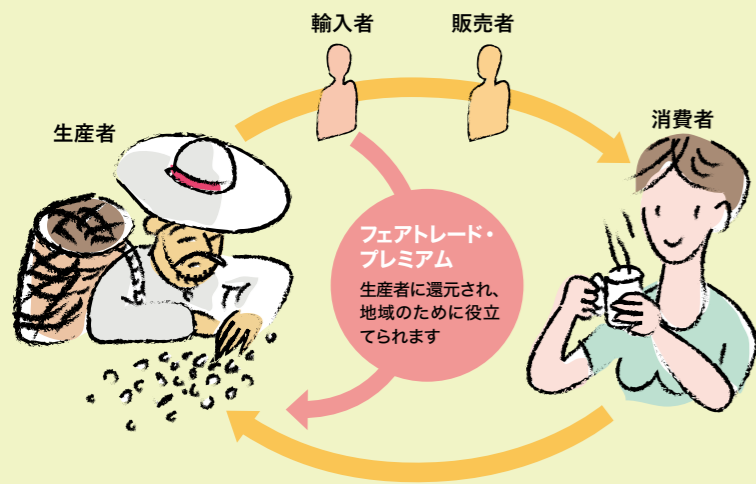 輸入者
販売者
生産者
消費者
フェアトレード・
プレミアム
生産者に還元され、
地域のために役立
てられます